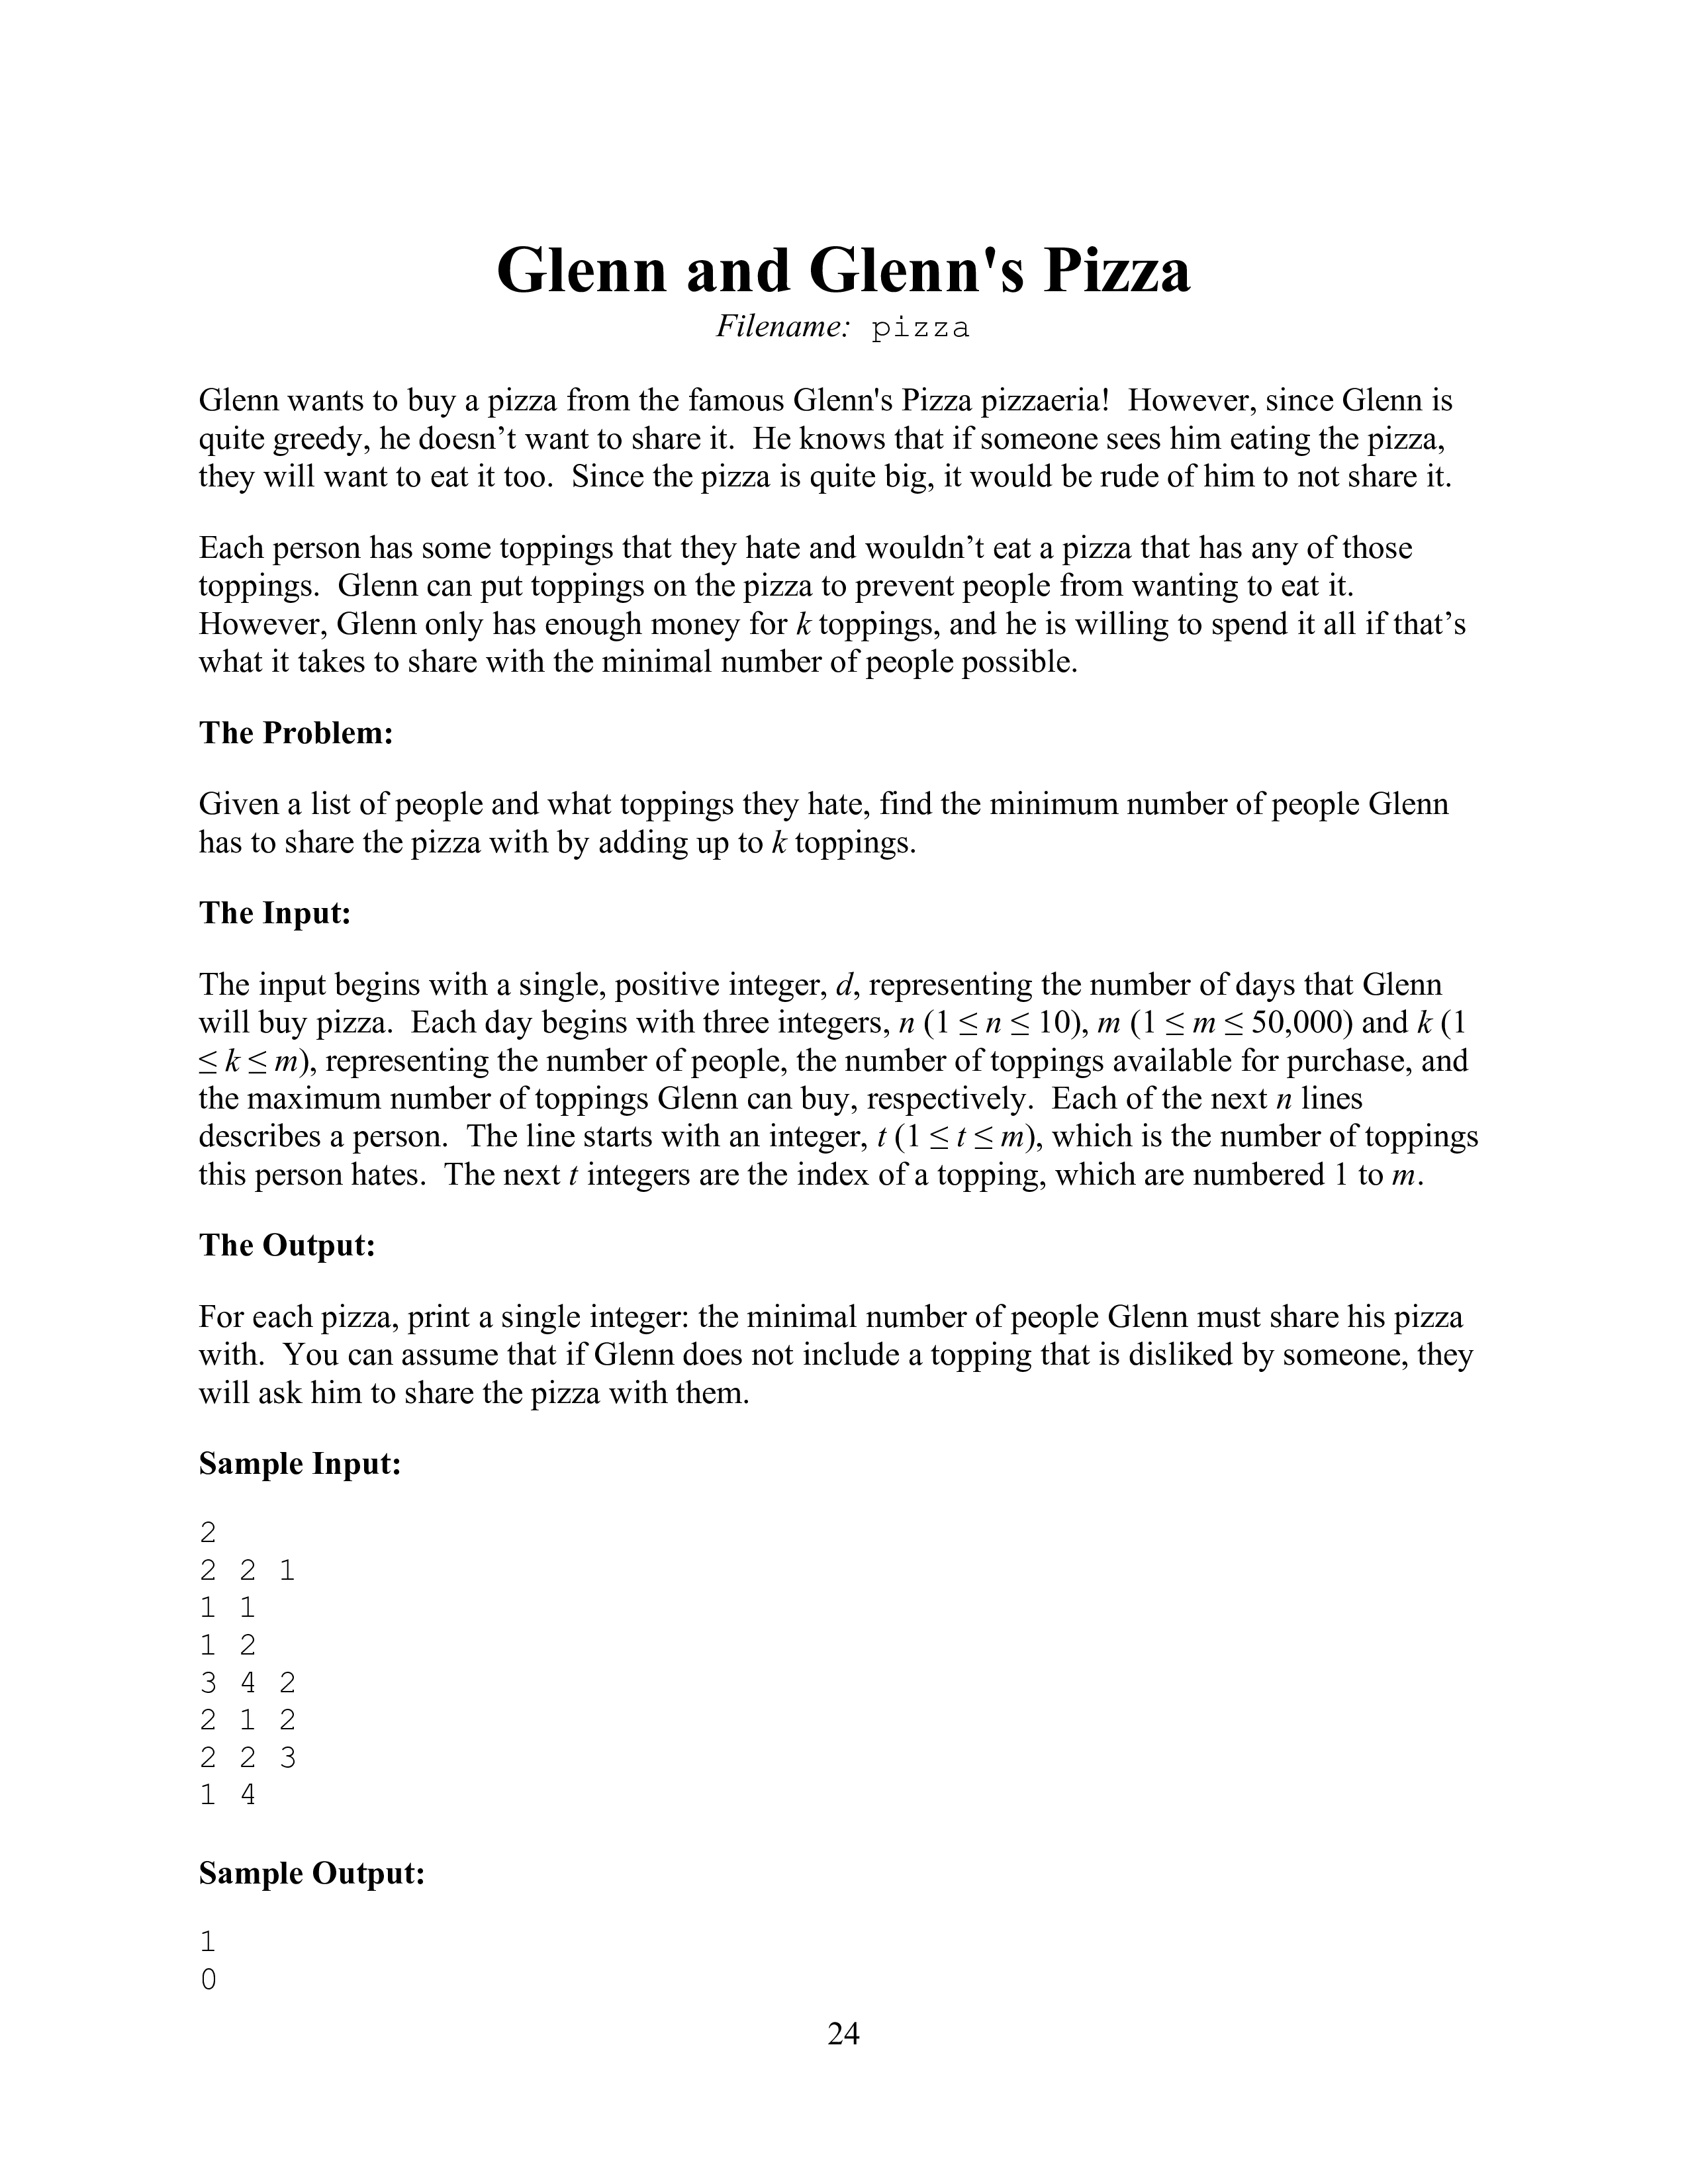 Glenn and Glenn's Pizza
Filename: pizza
Glenn wants to buy a pizza from the famous Glenn's Pizza pizzaeria! However, since Glenn is
quite greedy, he doesn’t want to share it. He knows that if someone sees him eating the pizza,
they will want to eat it too. Since the pizza is quite big, it would be rude of him to not share it.
Each person has some toppings that they hate and wouldn’t eat a pizza that has any of those
toppings. Glenn can put toppings on the pizza to prevent people from wanting to eat it.
However, Glenn only has enough money for k toppings, and he is willing to spend it all if that’s
what it takes to share with the minimal number of people possible.
The Problem:
Given a list of people and what toppings they hate, find the minimum number of people Glenn
has to share the pizza with by adding up to k toppings.
The Input:
The input begins with a single, positive integer, d, representing the number of days that Glenn
will buy pizza. Each day begins with three integers, n (1 ≤ n ≤ 10), m (1 ≤ m ≤ 50,000) and k (1
≤ k ≤ m), representing the number of people, the number of toppings available for purchase, and
the maximum number of toppings Glenn can buy, respectively. Each of the next n lines
describes a person. The line starts with an integer, t (1 ≤ t ≤ m), which is the number of toppings
this person hates. The next t integers are the index of a topping, which are numbered 1 to m.
The Output:
For each pizza, print a single integer: the minimal number of people Glenn must share his pizza
with. You can assume that if Glenn does not include a topping that is disliked by someone, they
will ask him to share the pizza with them.
Sample Input:
2
2 2 1
1 1
1 2
3 4 2
2 1 2
2 2 3
1 4
Sample Output:
1
0
24